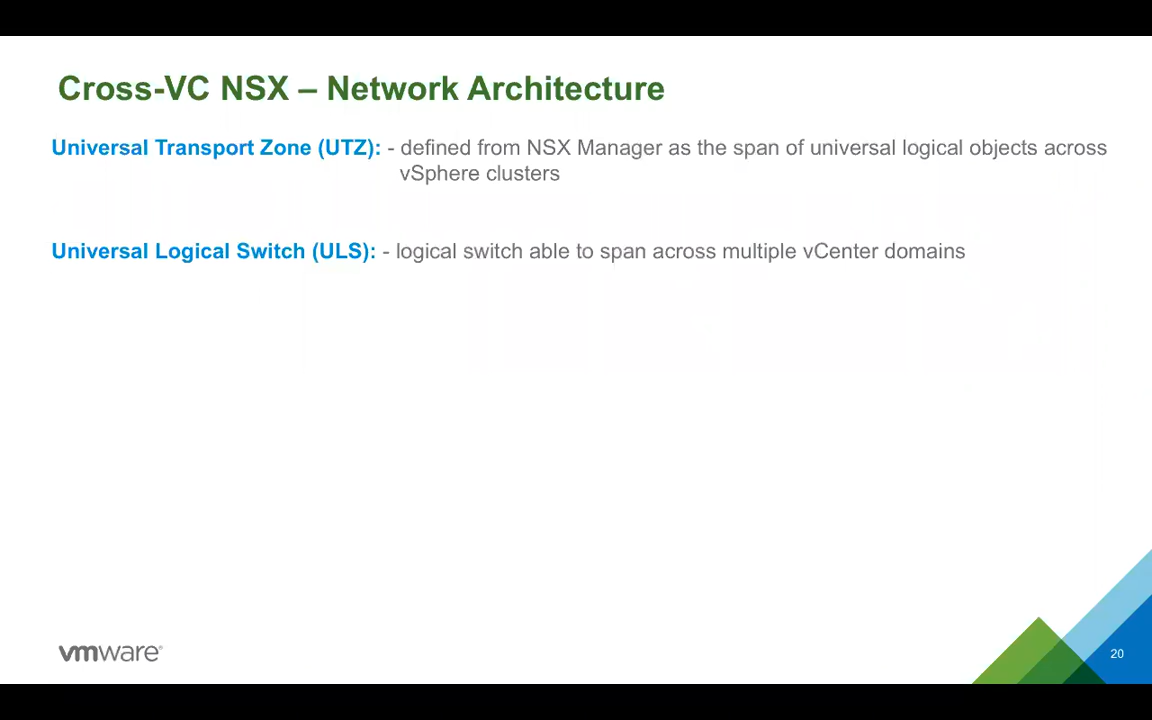 Cross-VC NSX – Network Architecture
Universal Transport Zone (UTZ): - defined from NSX Manager as the span of universal logical objects across
vSphere clusters
Universal Logical Switch (ULS): - logical switch able to span across multiple vCenter domains
vmware®
20